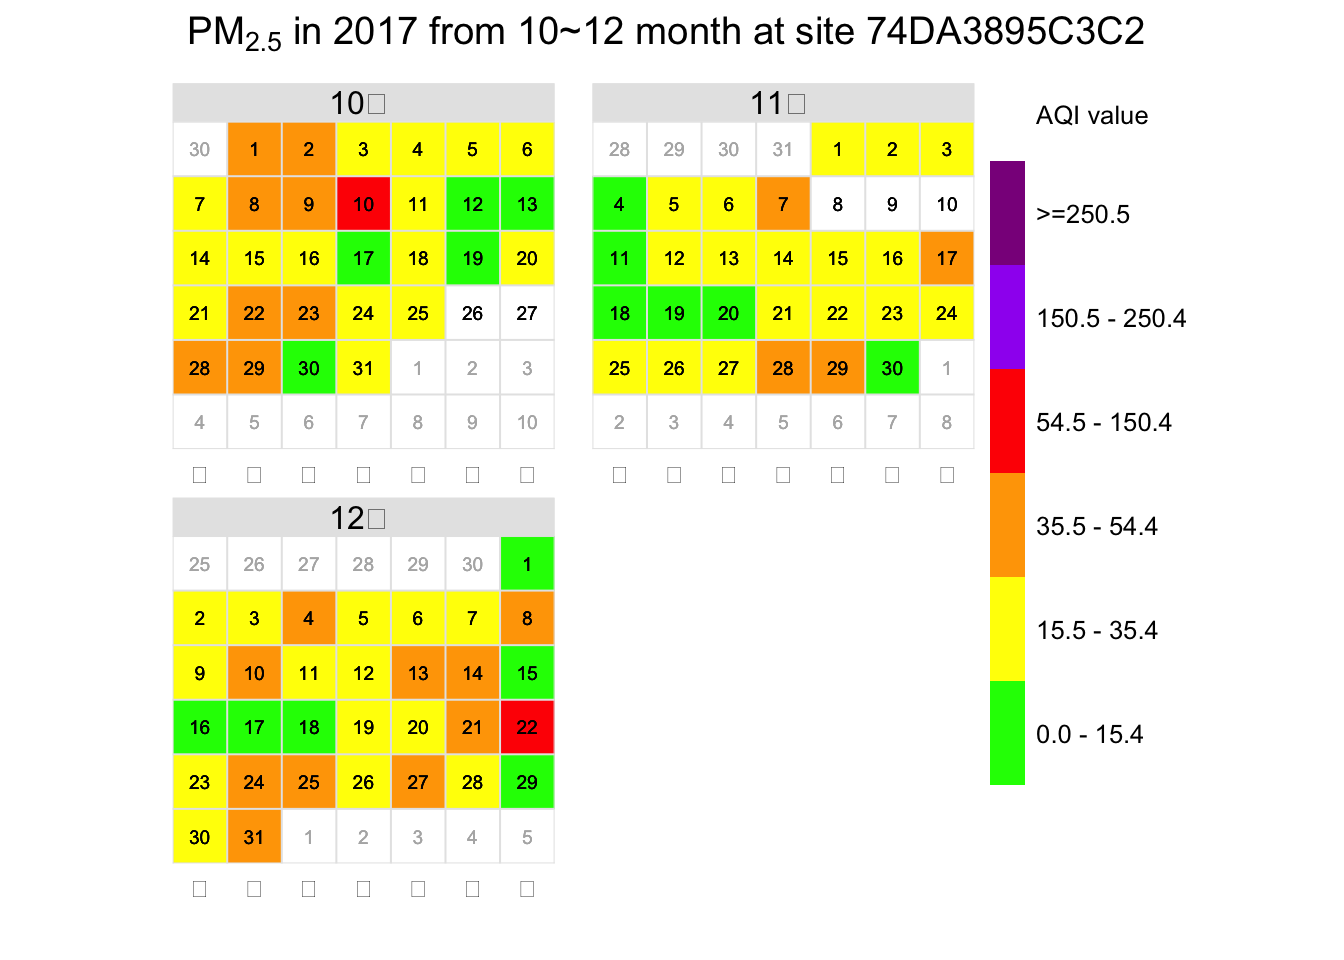 PM2.5 in 2017 from 10~12 month at site 74DA3895C3C2
10□
30 1 2 3 4 5 6
7 8 9 10 11 12 13
14 15 16 17 18 19 20
21 22 23 24 25 26 27
28 29 30 31 1 2 3
4 5 6 7 8 9 10
□ □ □ □ □ □ □
11□
28 29 30 31 1 2 3
4 5 6 7 8 9 10
11 12 13 14 15 16 17
18 19 20 21 22 23 24
25 26 27 28 29 30 1
2 3 4 5 6 7 8
□ □ □ □ □ □ □
12□
25 26 27 28 29 30 1
2 3 4 5 6 7 8
9 10 11 12 13 14 15
16 17 18 19 20 21 22
23 24 25 26 27 28 29
30 31 1 2 3 4 5
□ □ □ □ □ □ □
AQI value
>=250.5
150.5 - 250.4
54.5 - 150.4
35.5 - 54.4
15.5 - 35.4
0.0 - 15.4